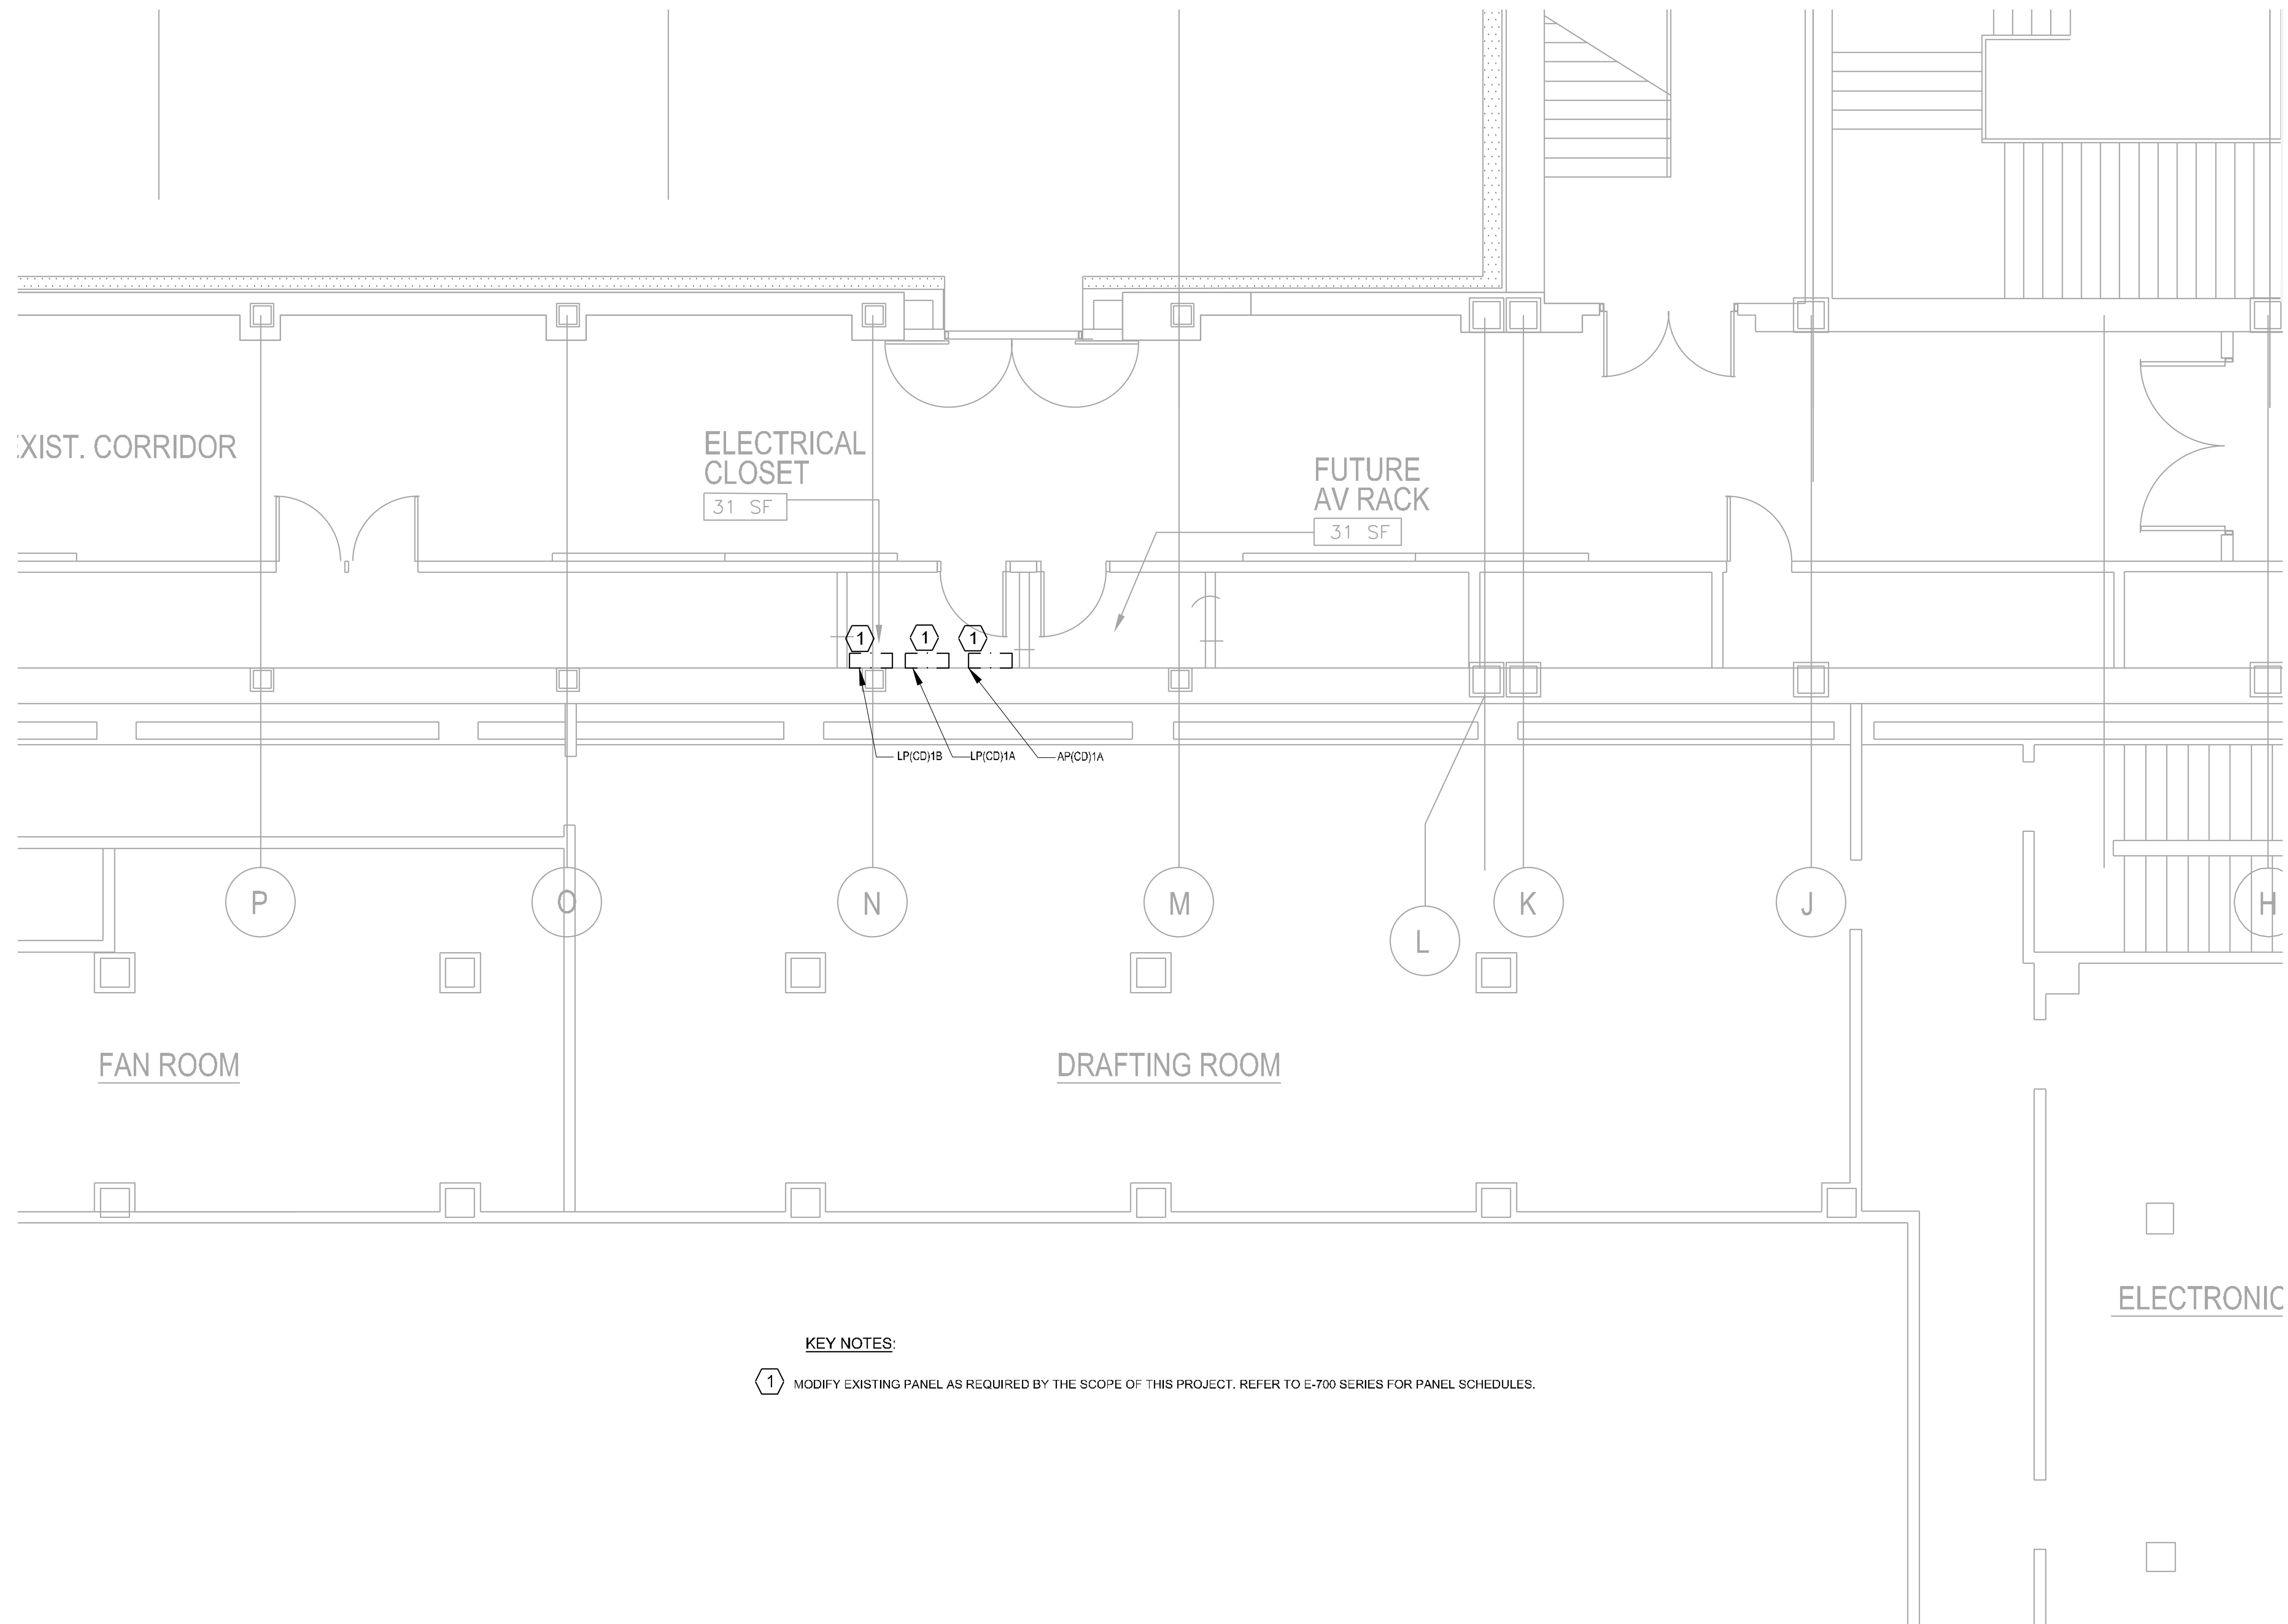 XIST. CORRIDOR
ELECTRICAL
CLOSET
31 SF
FUTURE
AV RACK
31 SF
1
1
1
LP(CD)1B
LP(CD)1A
AP(CD)1A
P
O
N
M
L
K
J
H
FAN ROOM
DRAFTING ROOM
ELECTRONIC
KEY NOTES:
1 MODIFY EXISTING PANEL AS REQUIRED BY THE SCOPE OF THIS PROJECT. REFER TO E-700 SERIES FOR PANEL SCHEDULES.